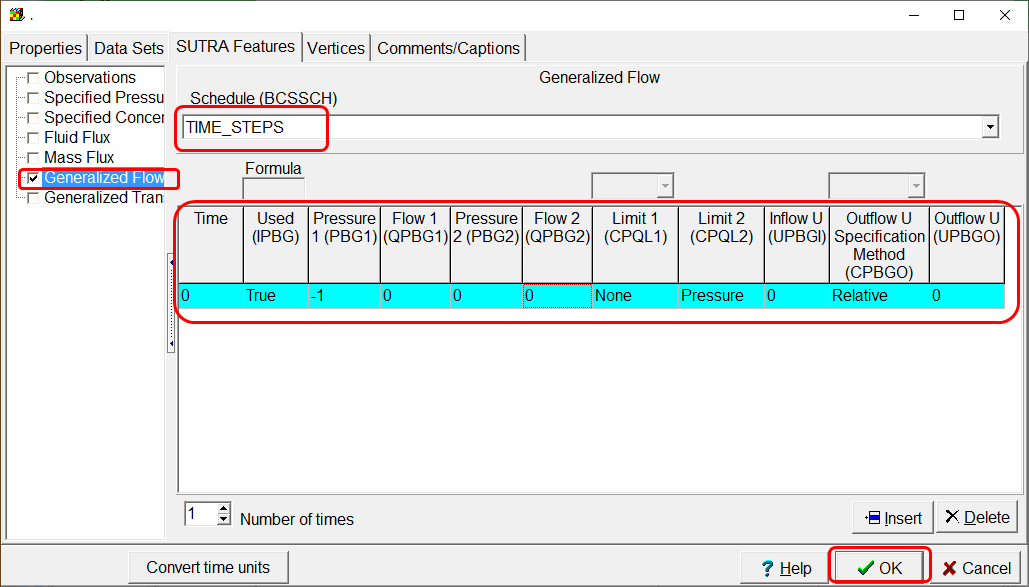 .
Properties
Data Sets
SUTRA Features
Vertices
Comments/Captions
Observations
Specified Pressu
Specified Concer
Fluid Flux
Mass Flux
Generalized Flow
Generalized Tran
Generalized Flow
Schedule (BCSSCH)
TIME_STEPS
Formula
Time
Used
(IPBG)
Pressure
1 (PBG1)
Flow 1
(QPBG1)
Pressure
2 (PBG2)
Flow 2
(QPBG2)
Limit 1
(CPQL1)
Limit 2
(CPQL2)
Inflow U
(UPBGI)
Outflow U
Specification
Method
(CPBGO)
Outflow U
(UPBGO)
0 True -1 0 0 0 None Pressure 0 Relative 0
1
Number of times
Insert
Delete
Convert time units
Help
OK
Cancel